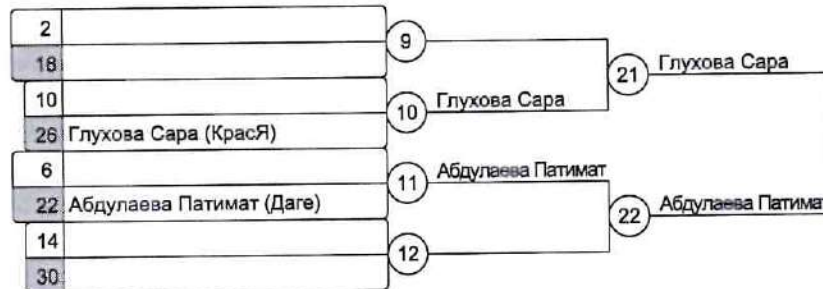 2
9
18
21 Глухова Сара
10
10 Глухова Сара
26 Глухова Сара (КрасЯ)
6
11 Абдулаева Патимат
22 Абдулаева Патимат (Даге)
22 Абдулаева Патимат
14
12
30